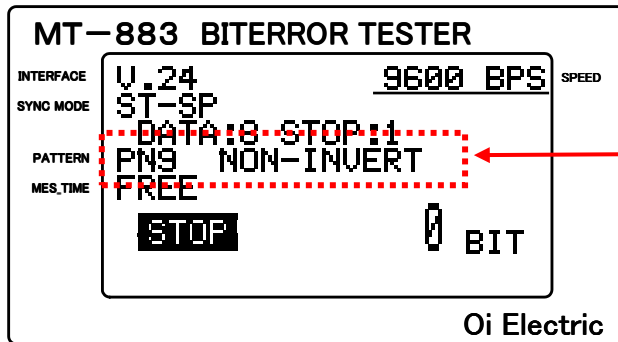 MT-883 BITERROR TESTER
INTERFACE V.24 9600 BPS SPEED
SYNC MODE ST-SP
DATA:8 STOP:1
PATTERN PN9 NON-INVERT
MES_TIME FREE
STOP 0 BIT
Oi Electric